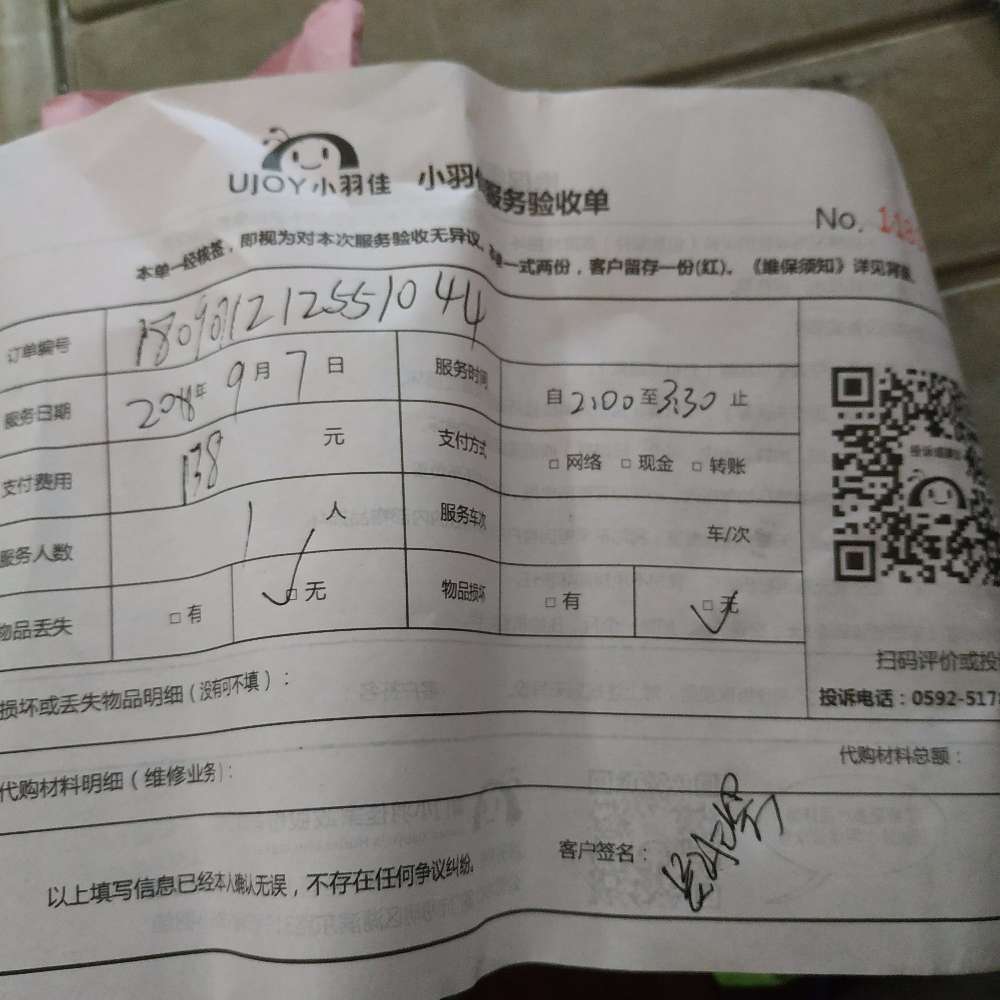 UJOY小羽佳 小羽佳服务验收单
No. 118
本单一经核签，即视为对本次服务验收无异议，本单一式两份，客户留存一份(红)。《维保须知》详见背面
订单编号
服务日期 2018年 9月 7日 服务时间 自 2:00 至 3:30 止
支付费用 138 元 支付方式 □ 网络 □ 现金 □ 转账
服务人数 1 人 服务车次 车/次
物品丢失 □ 有 □ 无 物品损坏 □ 有 □ 无
扫码评价或投
投诉电话：0592-517
损坏或丢失物品明细（没有可不填）：
代购材料明细（维修业务）： 代购材料总额：
以上填写信息已经本人确认无误，不存在任何争议纠纷。 客户签名：